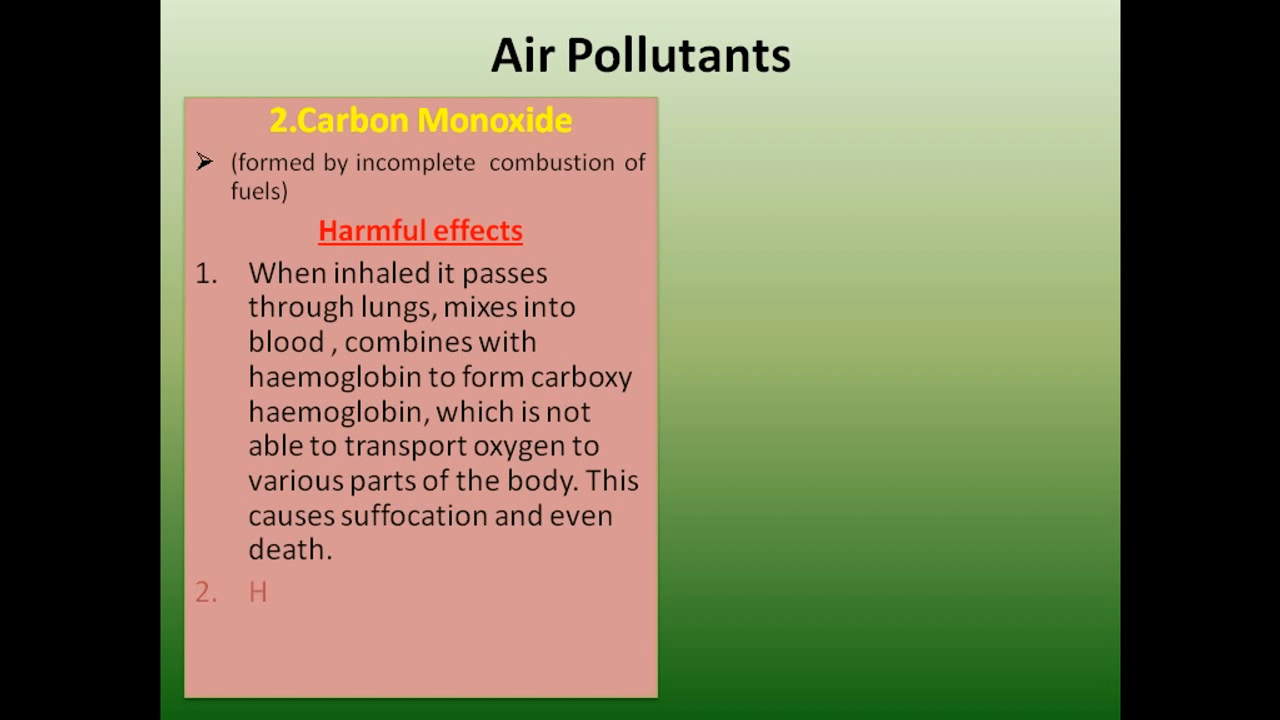 Air Pollutants
2.Carbon Monoxide
➢ (formed by incomplete combustion of
fuels)
Harmful effects
1. When inhaled it passes
through lungs, mixes into
blood , combines with
haemoglobin to form carboxy
haemoglobin, which is not
able to transport oxygen to
various parts of the body. This
causes suffocation and even
death.
2. H